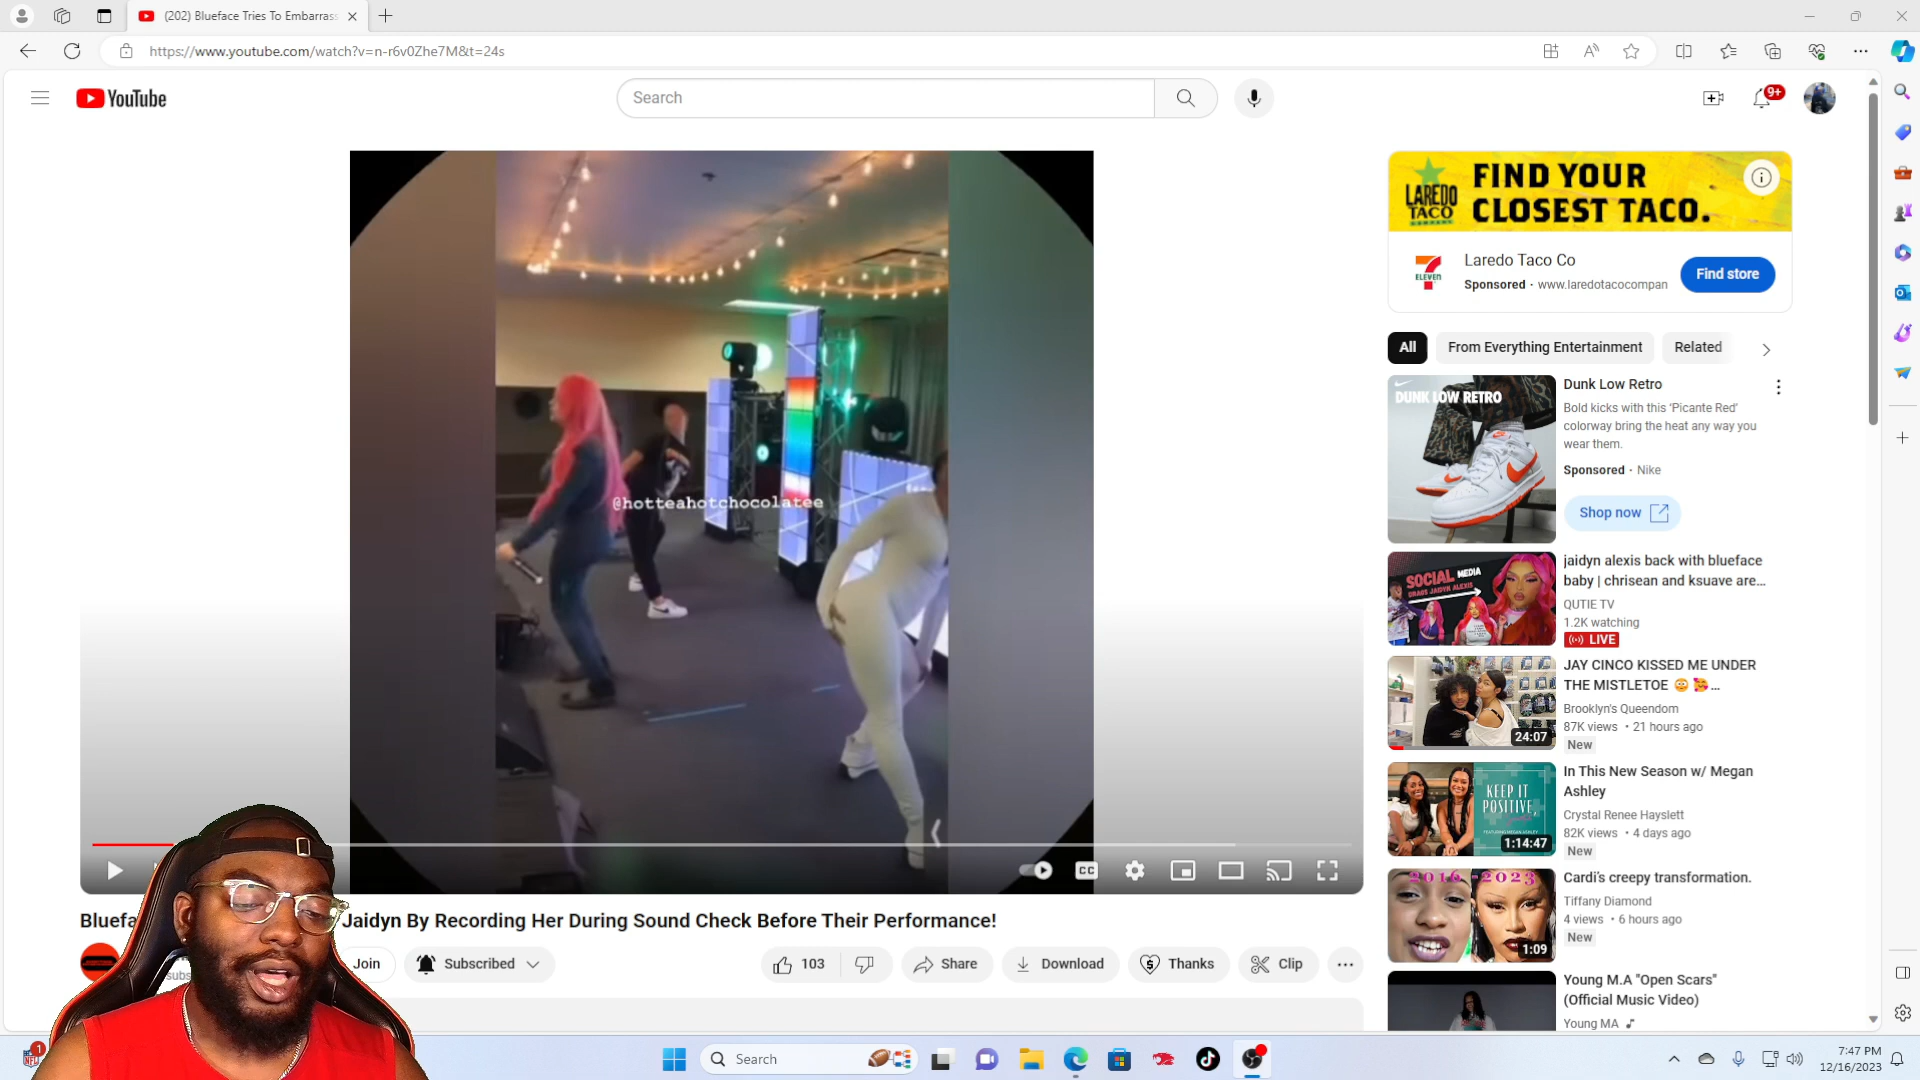 (202) Blueface Tries To Embarrass
https://www.youtube.com/watch?v=n-r6v0Zhe7M&t=24s
YouTube
Search
9+
@hotteahotchocolatee
CC
Bluefa
Jaidyn By Recording Her During Sound Check Before Their Performance!
subs
Join
Subscribed
103
Share
Download
Thanks
Clip
LAREDO
TACO
FIND YOUR
CLOSEST TACO.
7
ELEVEN
Laredo Taco Co
Sponsored · www.laredotacocompan
Find store
All
From Everything Entertainment
Related
DUNK LOW RETRO
Dunk Low Retro
Bold kicks with this ‘Picante Red’
colorway bring the heat any way you
wear them.
Sponsored · Nike
Shop now
SOCIAL MEDIA
DRAGS JAIDYN ALEXIS
jaidyn alexis back with blueface
baby | chrisean and ksuave are...
QUTIE TV
1.2K watching
LIVE
24:07
JAY CINCO KISSED ME UNDER
THE MISTLETOE 😳 🥰...
Brooklyn's Queendom
87K views • 21 hours ago
New
KEEP IT
POSITIVE,
1:14:47
In This New Season w/ Megan
Ashley
Crystal Renee Hayslett
82K views • 4 days ago
New
2016 - 2023
1:09
Cardi’s creepy transformation.
Tiffany Diamond
4 views • 6 hours ago
New
Young M.A "Open Scars"
(Official Music Video)
Young MA
1
Search
7:47 PM
12/16/2023